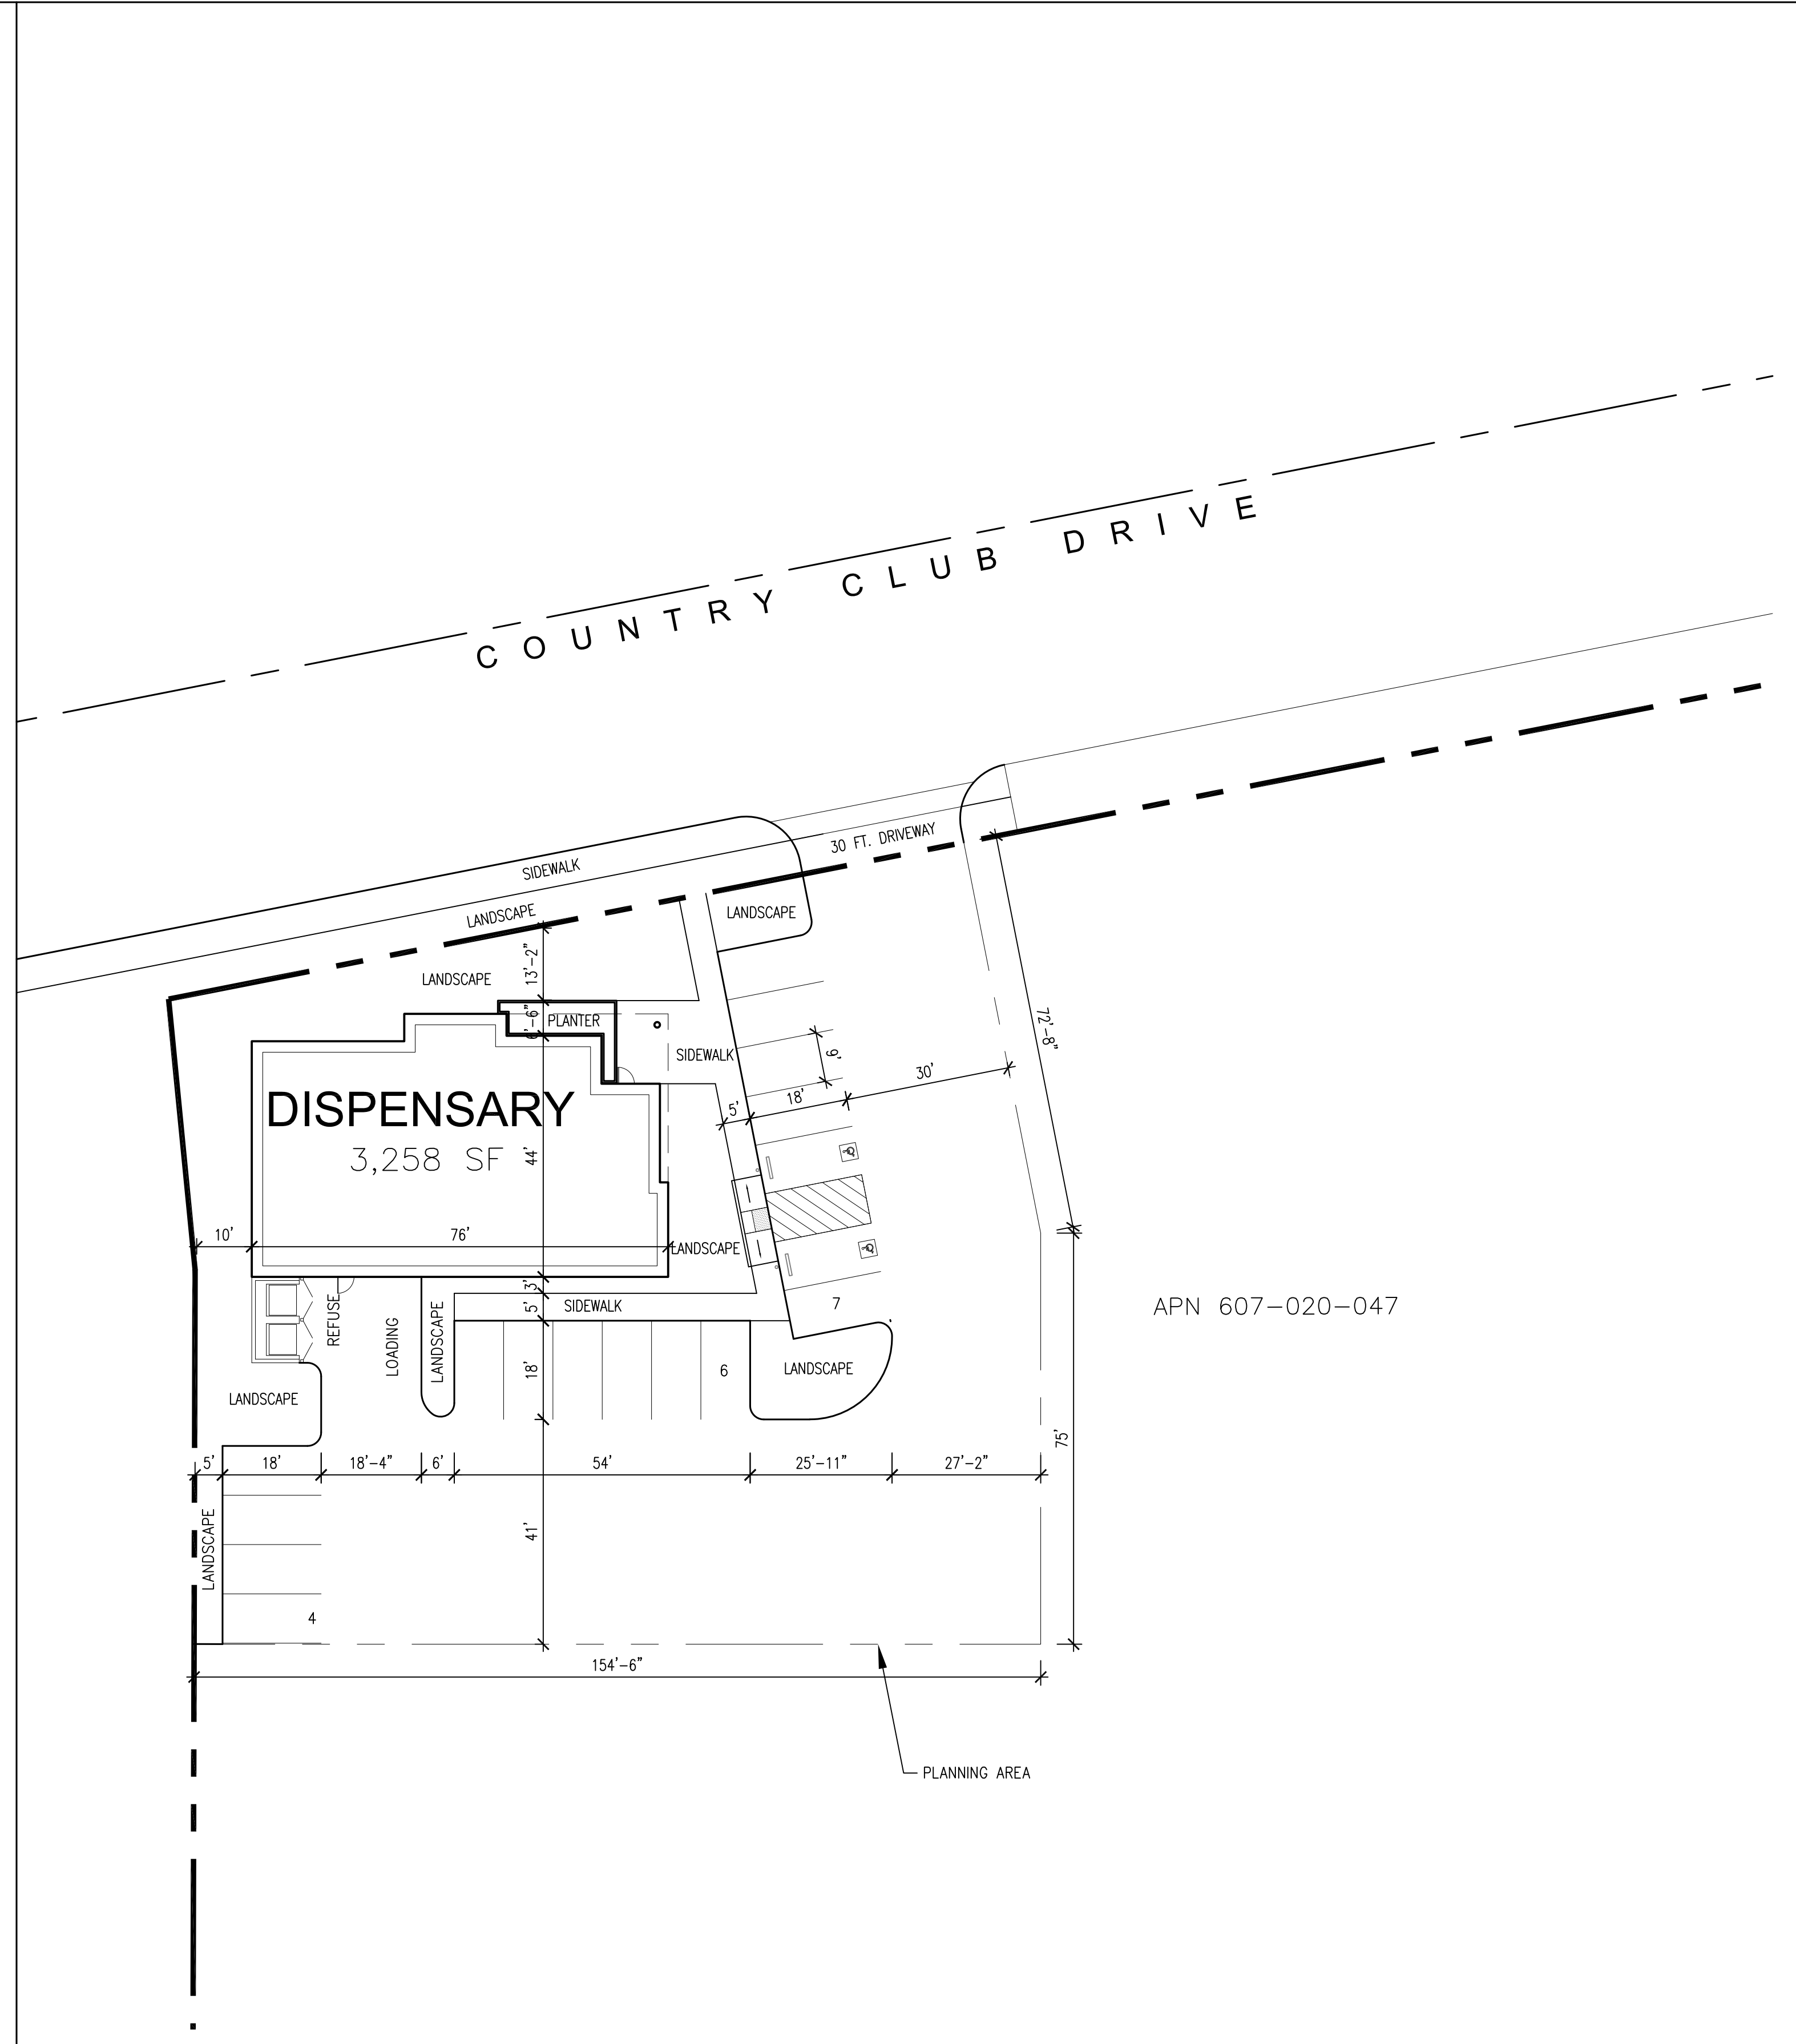 COUNTRY CLUB DRIVE
30 FT. DRIVEWAY
SIDEWALK
LANDSCAPE
LANDSCAPE
LANDSCAPE
13'-2"
6'-6"
PLANTER
SIDEWALK
72'-8"
9'
30'
18'
5'
DISPENSARY
3,258 SF
44'
10'
76'
LANDSCAPE
3'
5'
SIDEWALK
7
APN 607-020-047
REFUSE
LOADING
LANDSCAPE
18'
6
LANDSCAPE
LANDSCAPE
75'
5'
18'
18'-4"
6'
54'
25'-11"
27'-2"
LANDSCAPE
41'
4
154'-6"
PLANNING AREA